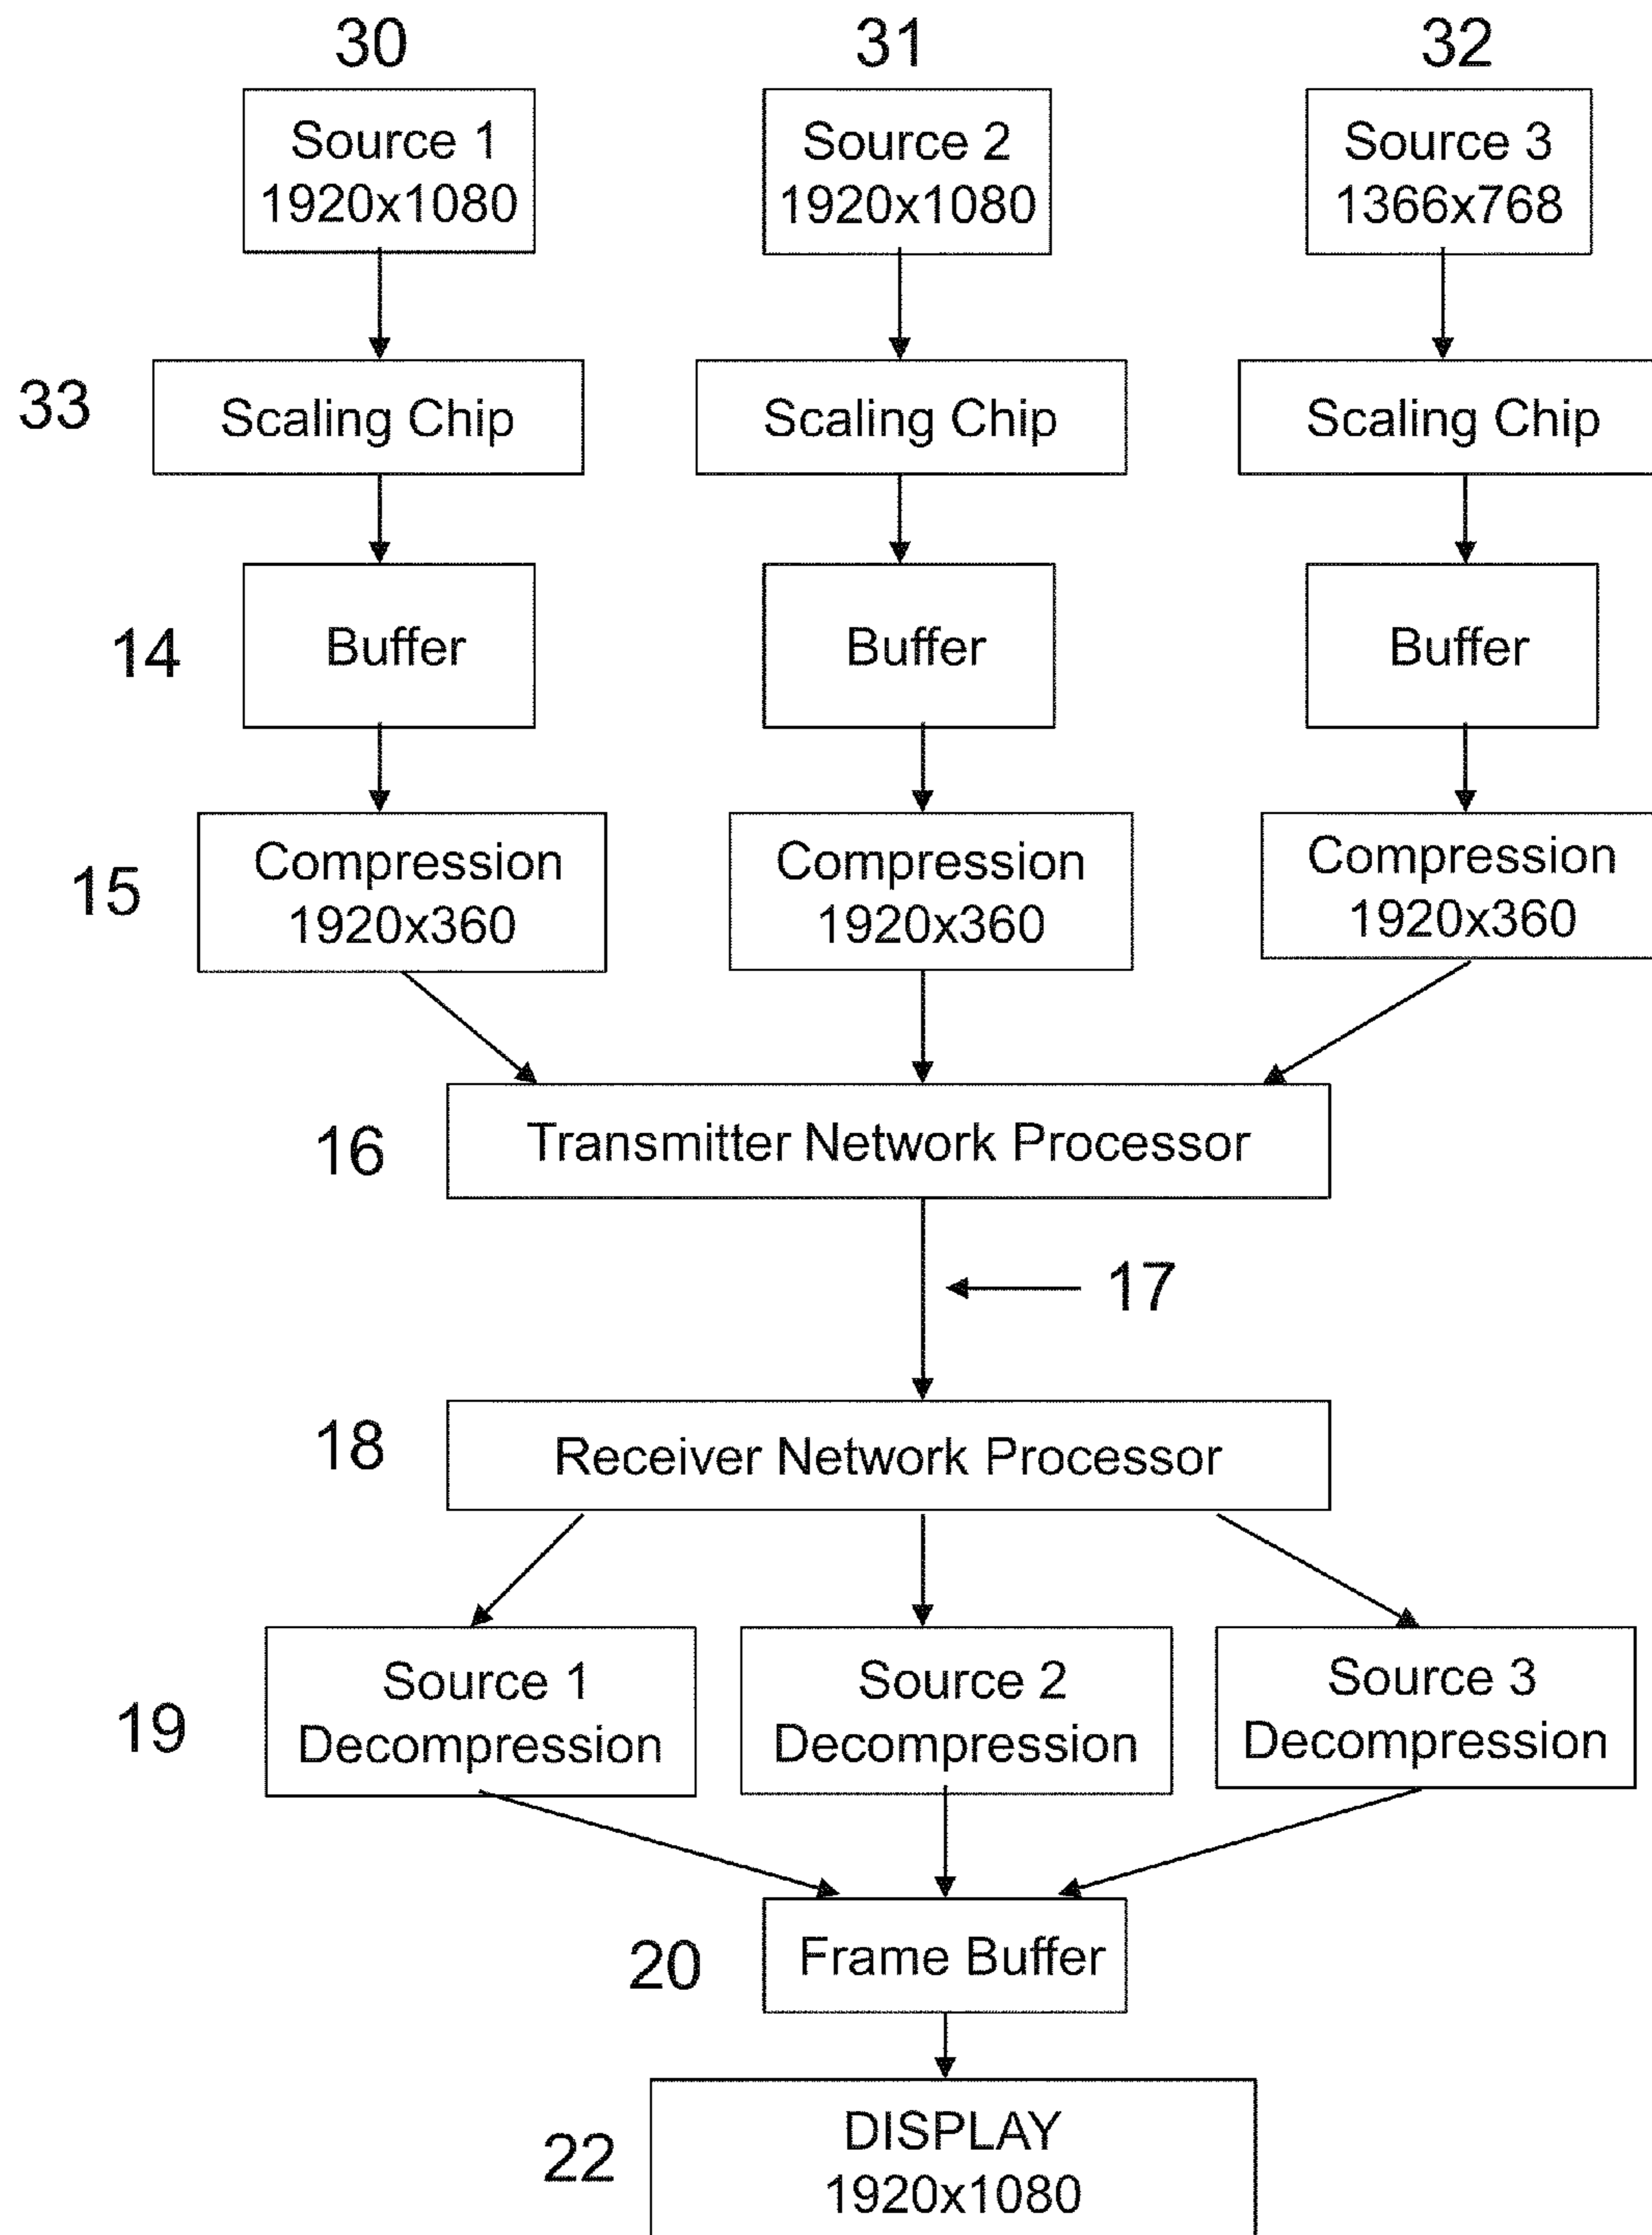 30 31 32
Source 1
1920x1080
Source 2
1920x1080
Source 3
1366x768
33
Scaling Chip
Scaling Chip
Scaling Chip
14
Buffer
Buffer
Buffer
15
Compression
1920x360
Compression
1920x360
Compression
1920x360
16
Transmitter Network Processor
17
18
Receiver Network Processor
19
Source 1
Decompression
Source 2
Decompression
Source 3
Decompression
20
Frame Buffer
22
DISPLAY
1920x1080